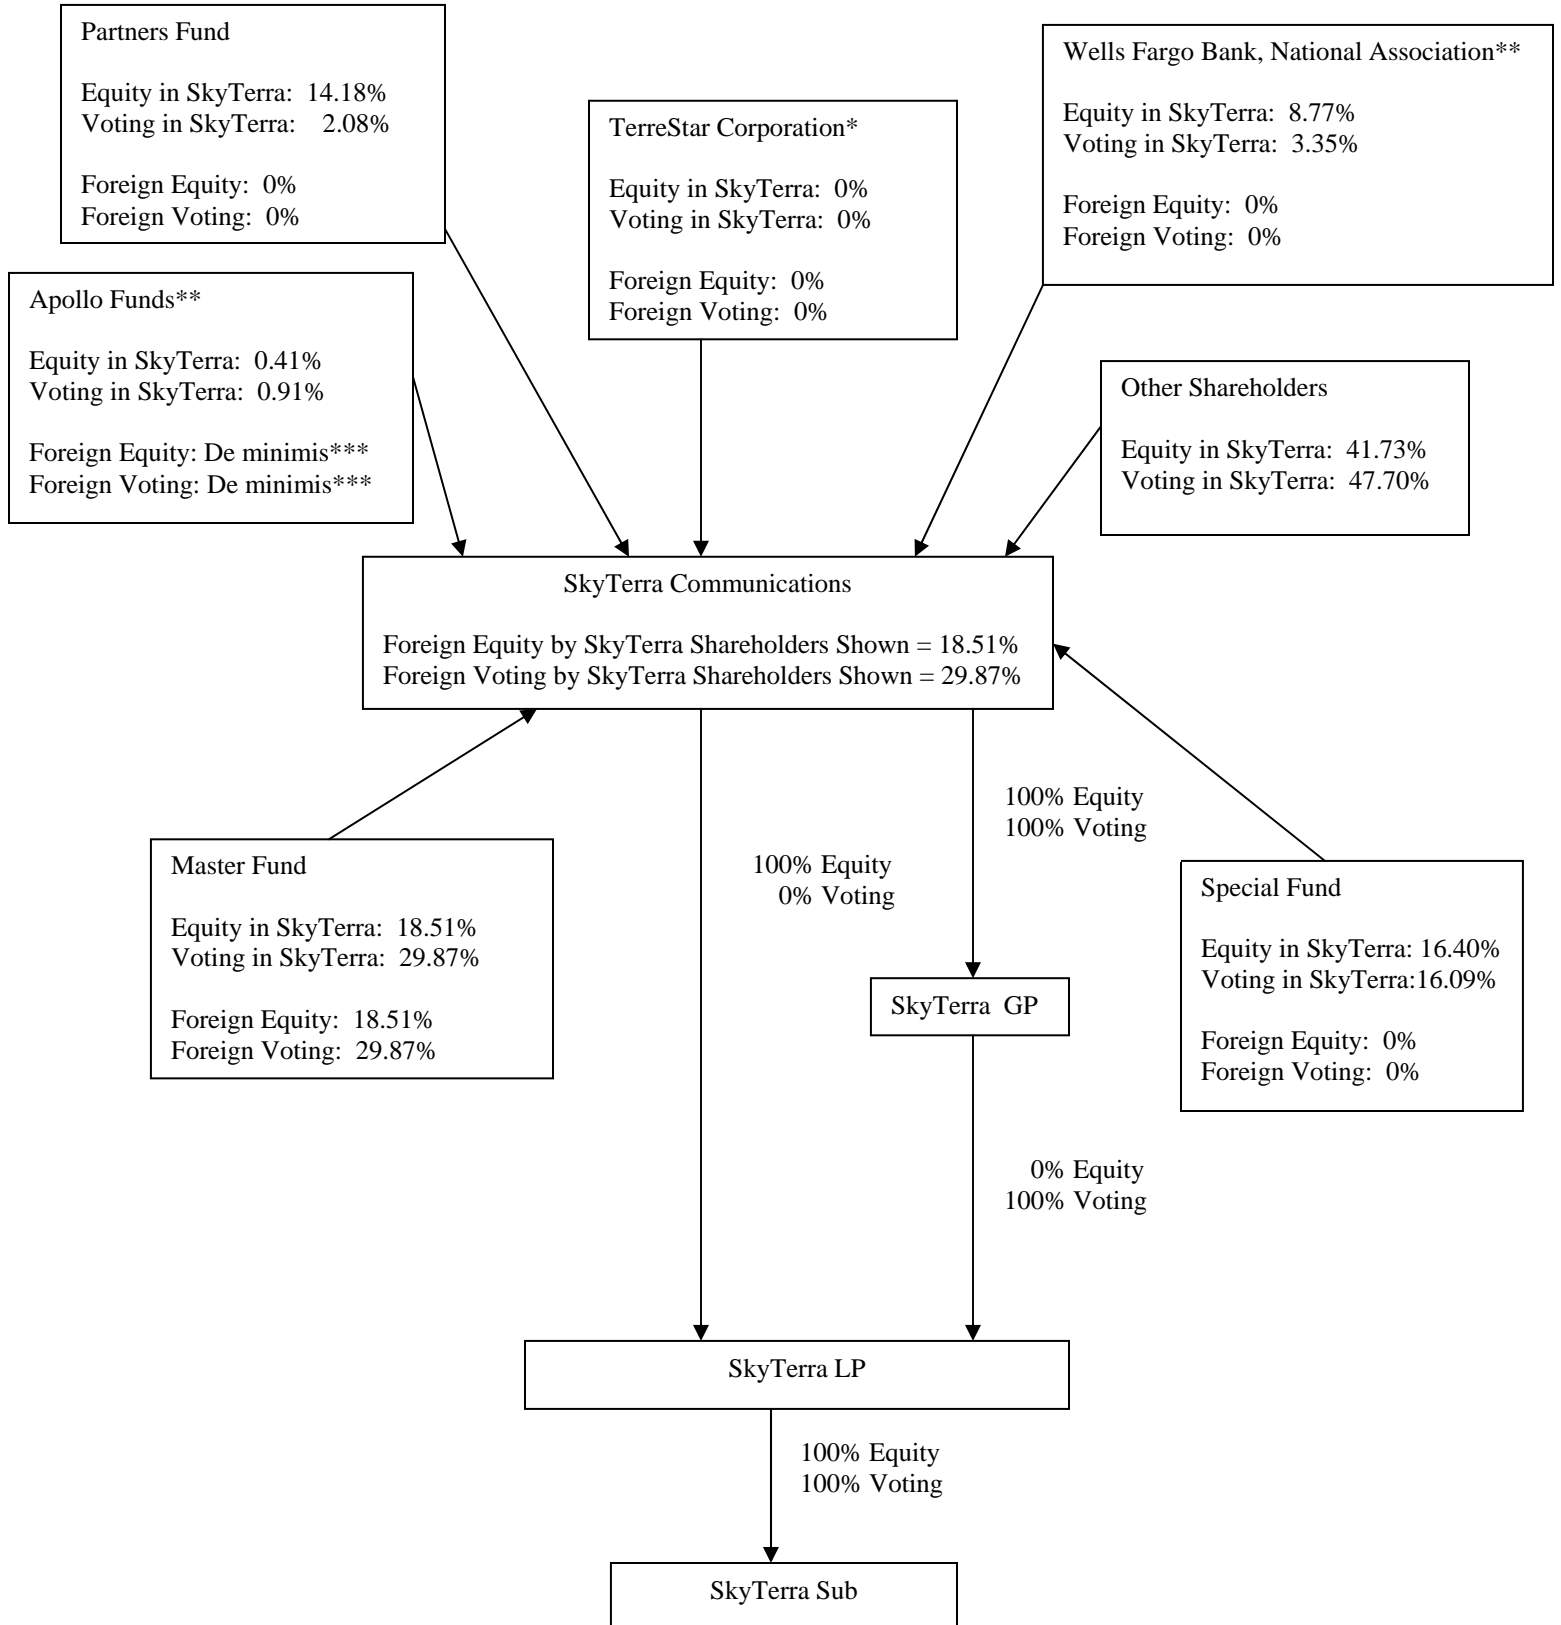 Partners Fund
Equity in SkyTerra: 14.18%
Voting in SkyTerra: 2.08%
Foreign Equity: 0%
Foreign Voting: 0%
Wells Fargo Bank, National Association**
Equity in SkyTerra: 8.77%
Voting in SkyTerra: 3.35%
Foreign Equity: 0%
Foreign Voting: 0%
TerreStar Corporation*
Equity in SkyTerra: 0%
Voting in SkyTerra: 0%
Foreign Equity: 0%
Foreign Voting: 0%
Apollo Funds**
Equity in SkyTerra: 0.41%
Voting in SkyTerra: 0.91%
Foreign Equity: De minimis***
Foreign Voting: De minimis***
Other Shareholders
Equity in SkyTerra: 41.73%
Voting in SkyTerra: 47.70%
SkyTerra Communications
Foreign Equity by SkyTerra Shareholders Shown = 18.51%
Foreign Voting by SkyTerra Shareholders Shown = 29.87%
100% Equity
100% Voting
100% Equity
0% Voting
Master Fund
Equity in SkyTerra: 18.51%
Voting in SkyTerra: 29.87%
Foreign Equity: 18.51%
Foreign Voting: 29.87%
Special Fund
Equity in SkyTerra: 16.40%
Voting in SkyTerra:16.09%
Foreign Equity: 0%
Foreign Voting: 0%
SkyTerra GP
0% Equity
100% Voting
SkyTerra LP
100% Equity
100% Voting
SkyTerra Sub